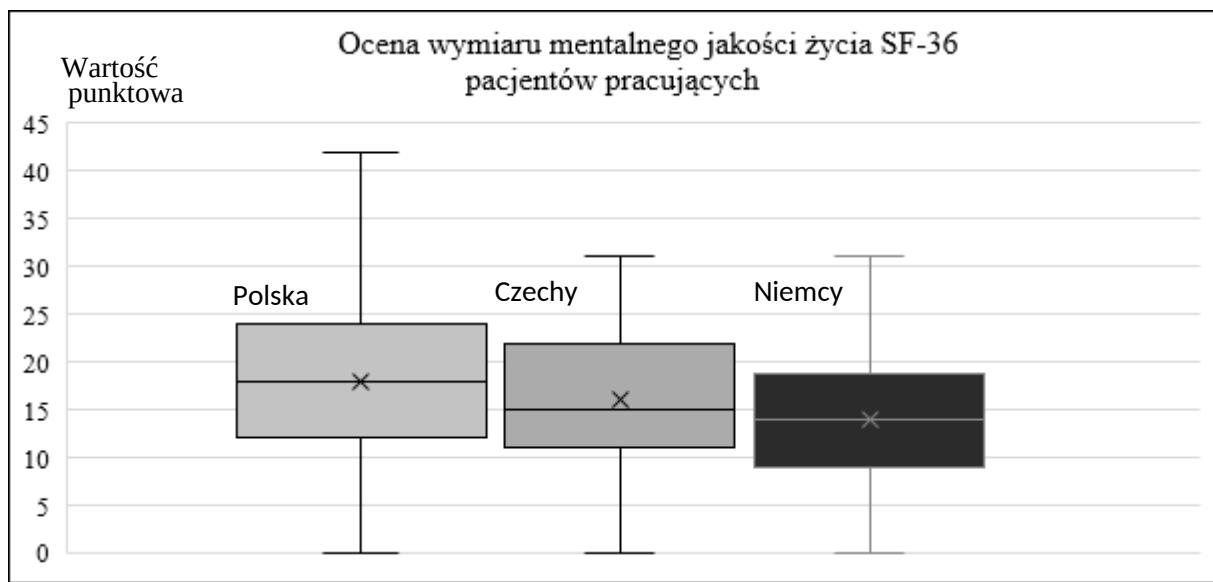 Ocena wymiaru mentalnego jakości życia SF-36
pacjentów pracujących
Wartość
punktowa
45
40
35
30
25
20
15
10
5
0
Polska
Czechy
Niemcy